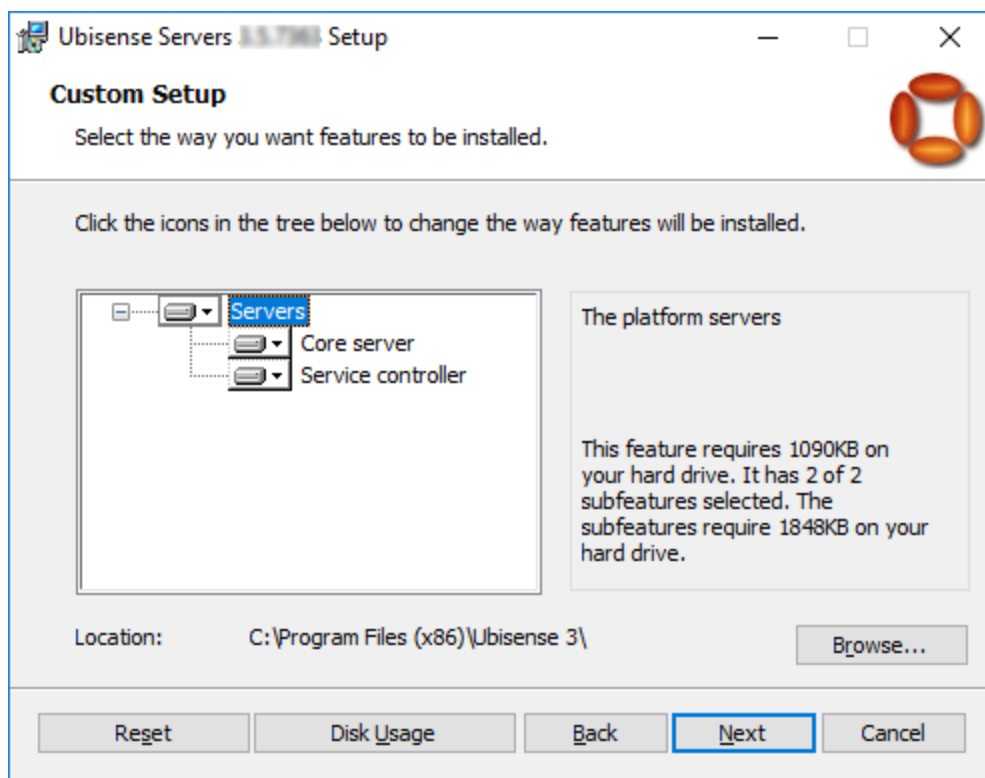 Ubisense Servers Setup
Custom Setup
Select the way you want features to be installed.
Click the icons in the tree below to change the way features will be installed.
Servers
Core server
Service controller
The platform servers
This feature requires 1090KB on
your hard drive. It has 2 of 2
subfeatures selected. The
subfeatures require 1848KB on your
hard drive.
Location: C:\Program Files (x86)\Ubisense 3\
Browse...
Reset Disk Usage Back Next Cancel